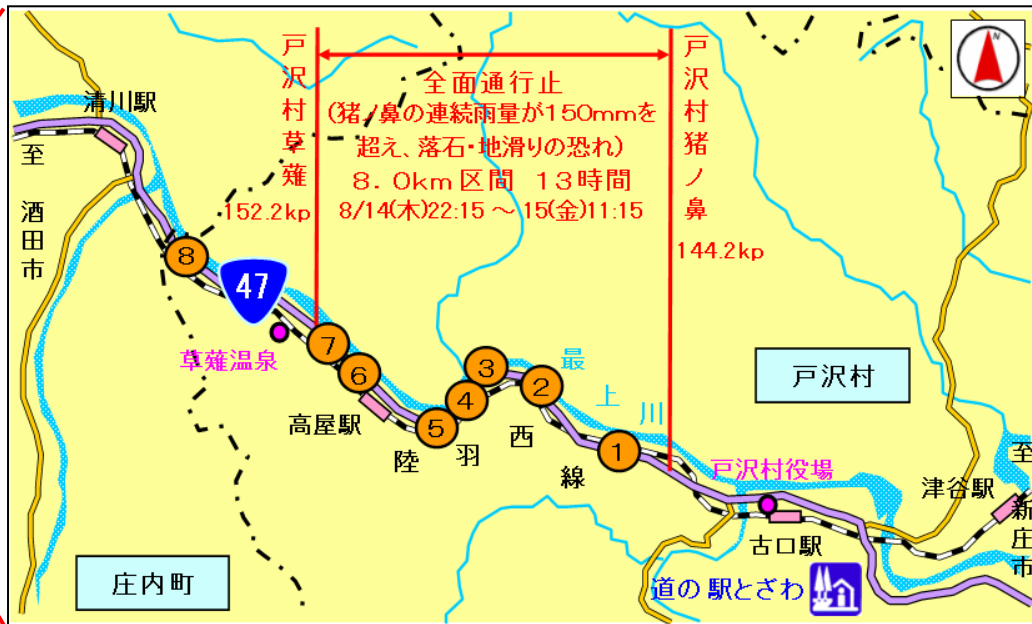 戸沢村草薙
152.2kp
全面通行止
(猪ノ鼻の連続雨量が150mmを
超え、落石・地滑りの恐れ)
8.0km区間 13時間
8/14(木)22:15～15(金)11:15
戸沢村猪ノ鼻
144.2kp
N
清川駅
至酒田市
8
47
草薙温泉
7
6
高屋駅
5
4
3
2
1
最上川
陸羽西線
戸沢村
戸沢村役場
津谷駅
至新庄市
古口駅
道の駅とざわ
庄内町